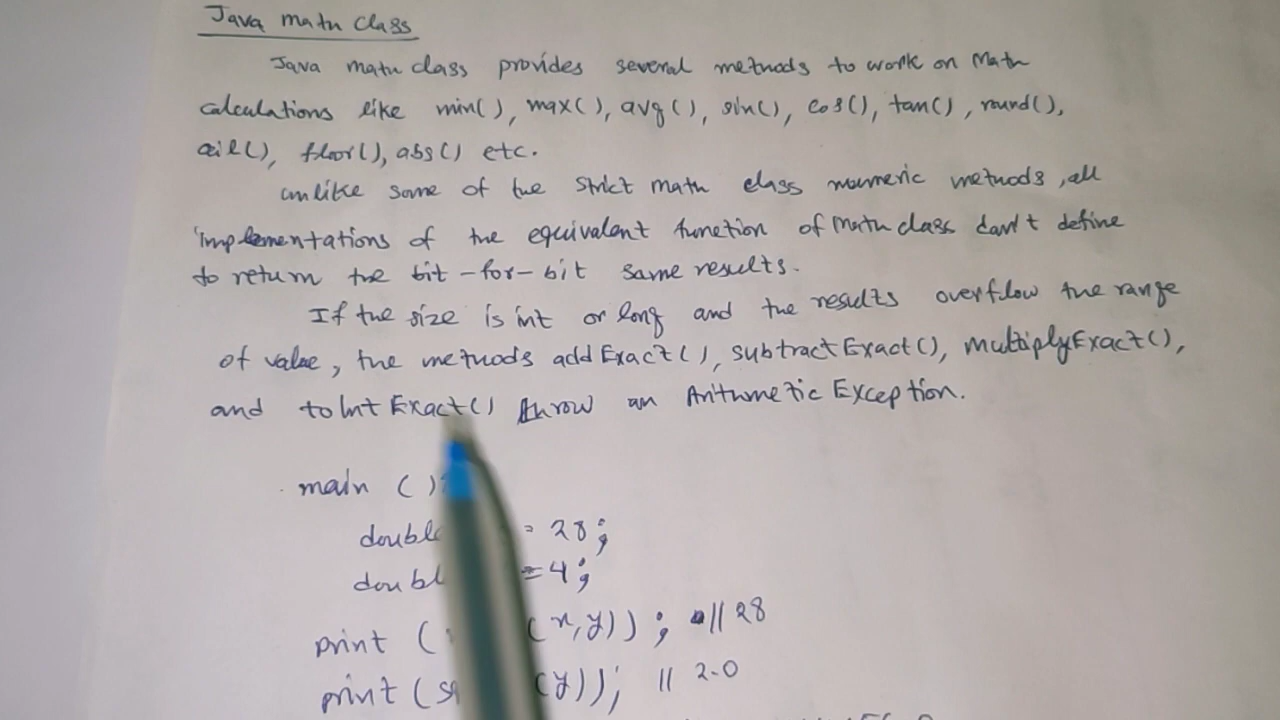 Java math class
Java math class provides several methods to work on Math
calculations like min(), max(), avg(), sin(), cos(), tan(), round(),
ceil(), floor(), abs() etc.
unlike some of the Strict math class numeric methods, all
implementations of the equivalent function of Math class dont define
to return the bit-for-bit same results.
If the size is int or long and the results overflow the range
of value, the methods addExact(), subtractExact(), multiplyExact(),
and toIntExact() throw an Arithmetic Exception.
main ()
double = 28;
doubl = 4;
print ( (x,y)); // 28
print ( (y)); // 2.0